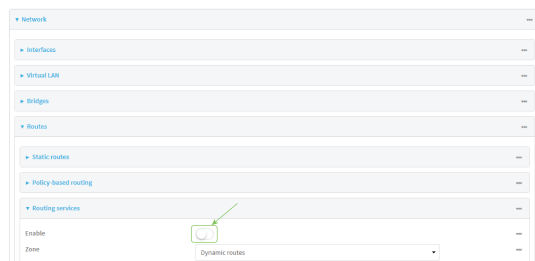 Network
Interfaces
Virtual LAN
Bridges
Routes
Static routes
Policy-based routing
Routing services
Enable
Zone
Dynamic routes